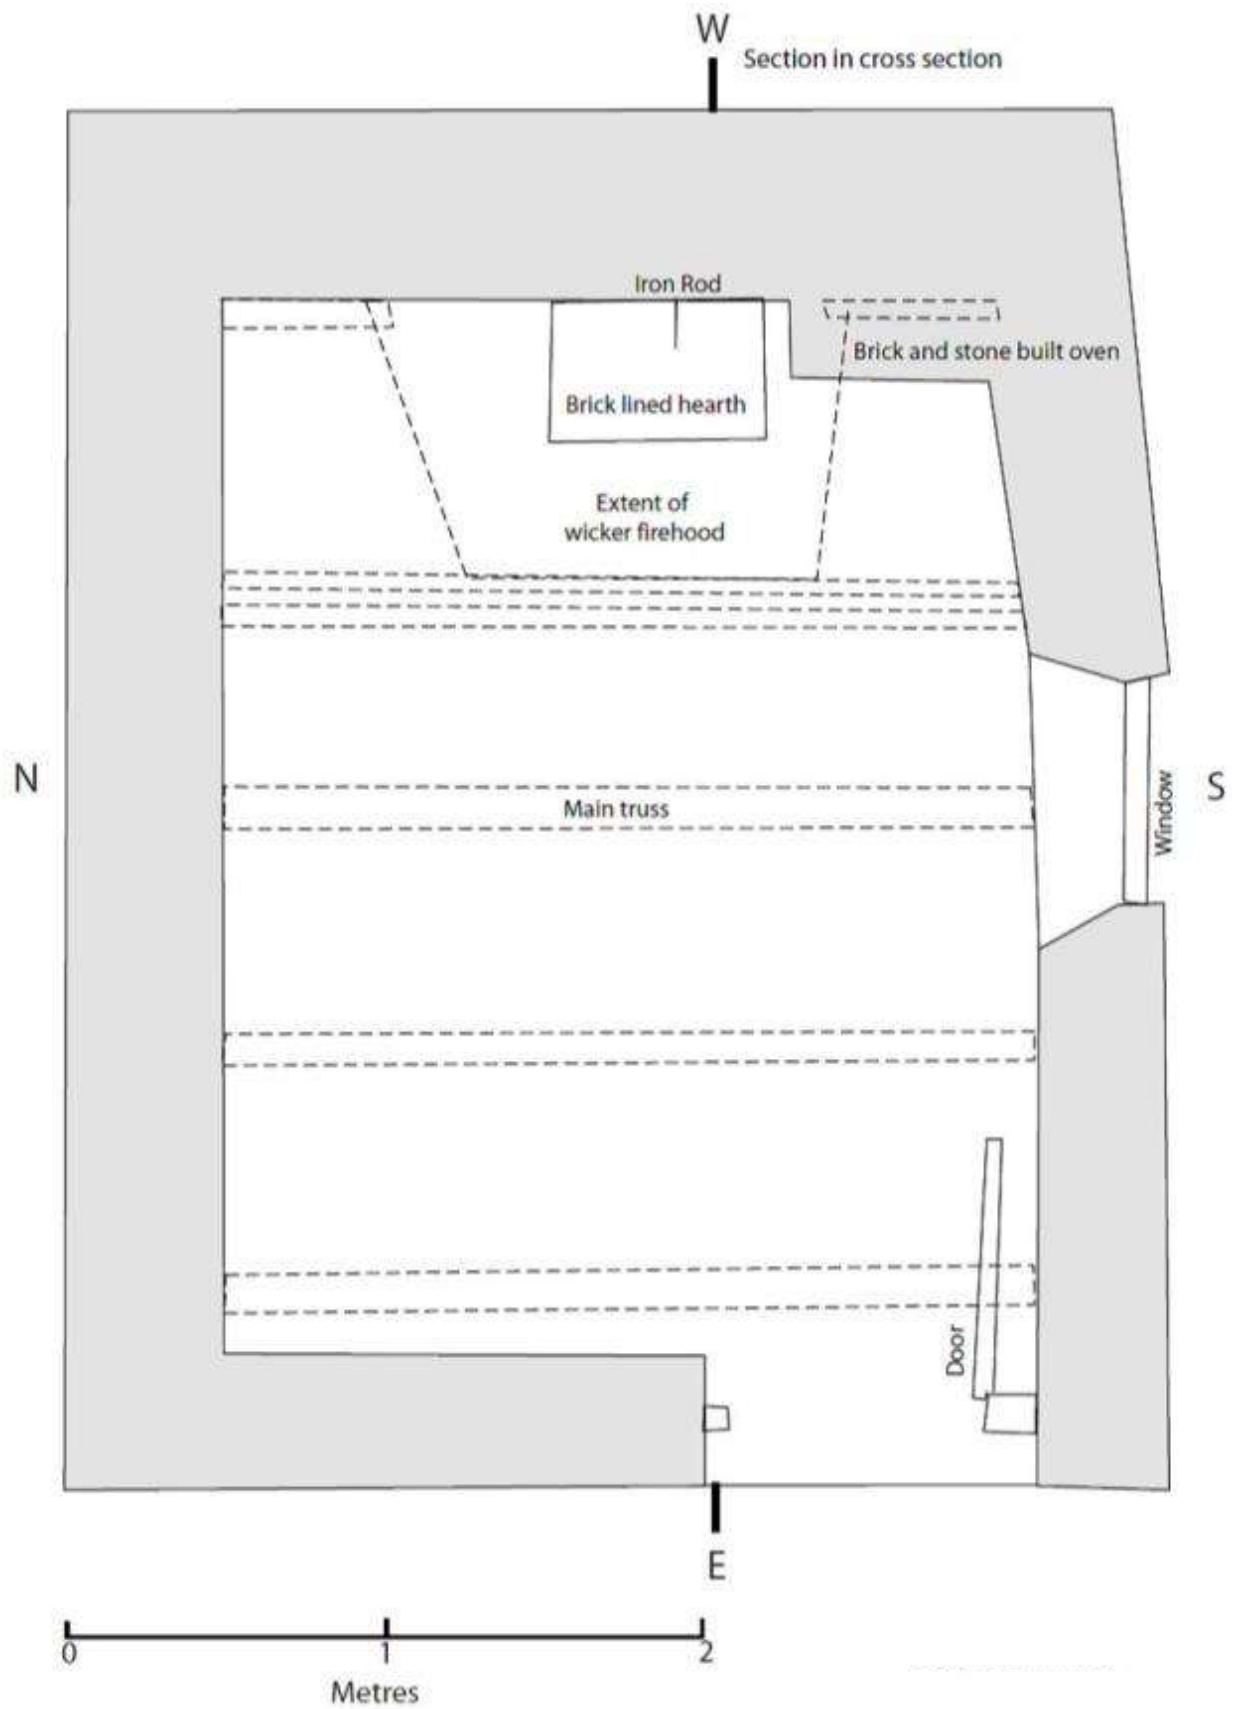 W
Section in cross section
Iron Rod
Brick and stone built oven
Brick lined hearth
Extent of
wicker firehood
N
S
Main truss
Window
Door
E
0 1 2
Metres